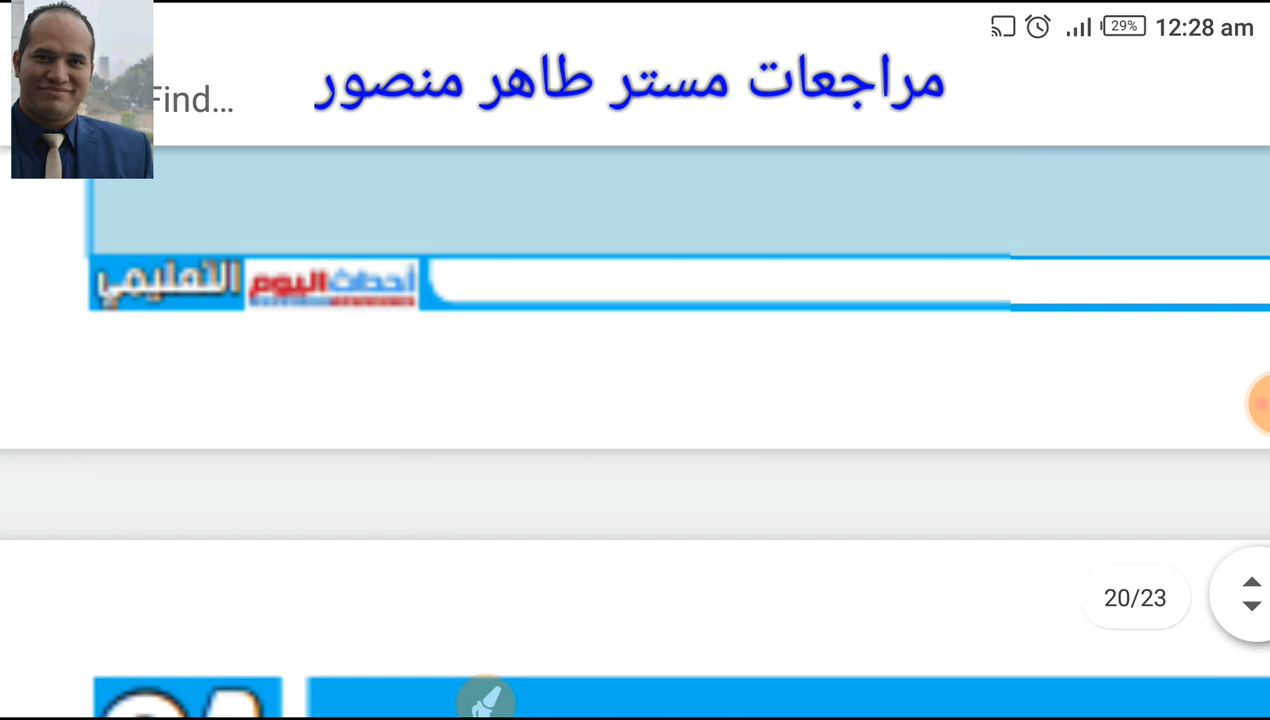 12:28 am
29%
مراجعات مستر طاهر منصور
Find...
أحداث اليوم التعليمي
20/23